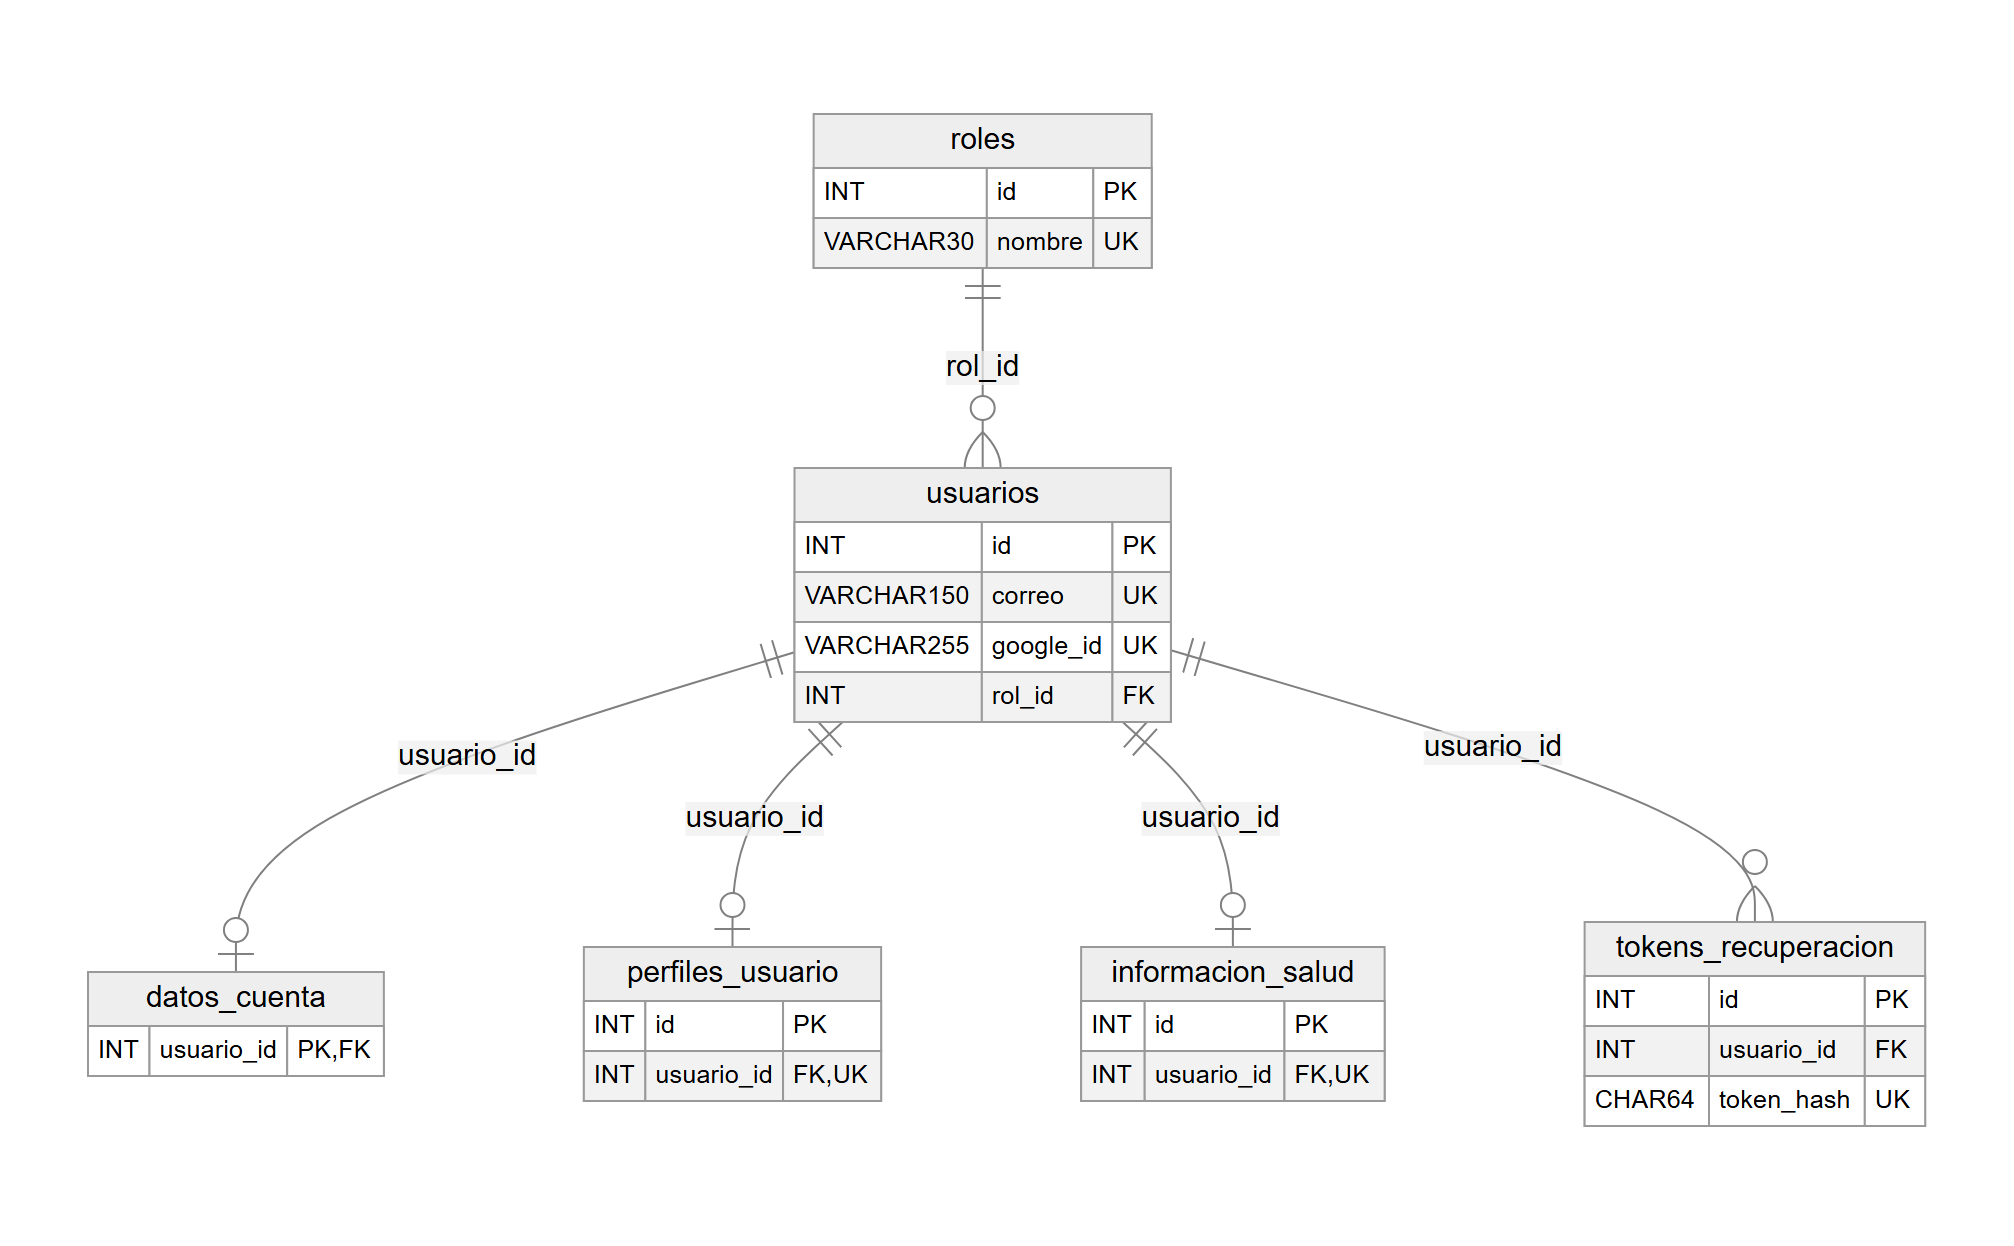 roles
INT id PK
VARCHAR30 nombre UK
rol_id
usuarios
INT id PK
VARCHAR150 correo UK
VARCHAR255 google_id UK
INT rol_id FK
usuario_id
usuario_id
usuario_id
usuario_id
datos_cuenta
INT usuario_id PK,FK
perfiles_usuario
INT id PK
INT usuario_id FK,UK
informacion_salud
INT id PK
INT usuario_id FK,UK
tokens_recuperacion
INT id PK
INT usuario_id FK
CHAR64 token_hash UK